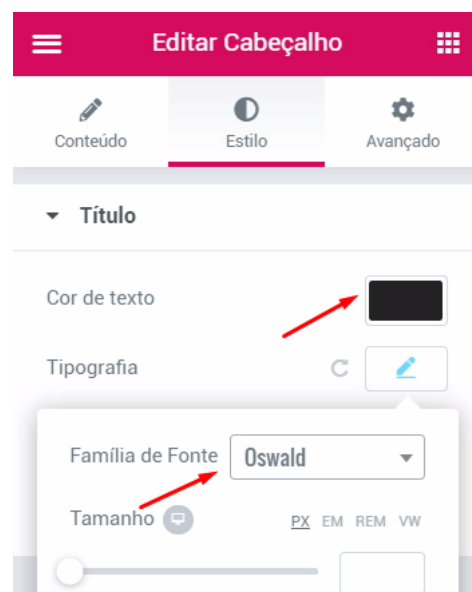 Editar Cabeçalho
Conteúdo Estilo Avançado
Título
Cor de texto
Tipografia
Família de Fonte Oswald
Tamanho PX EM REM VW